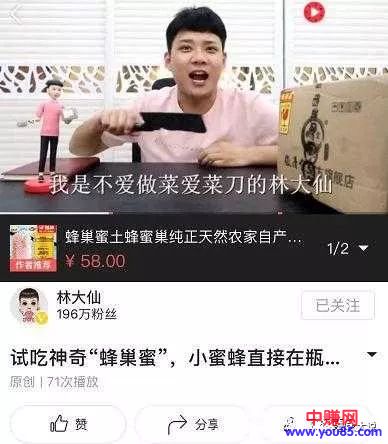 我是不爱做菜爱菜刀的林大仙
蜂巢蜜土蜂蜜巢纯正天然农家自产...
作者推荐
¥ 58.00
1/2
林大仙
196万粉丝
已关注
试吃神奇“蜂巢蜜”，小蜜蜂直接在瓶...
原创 | 71次播放
赞
分享
中赚网
www.you85.com